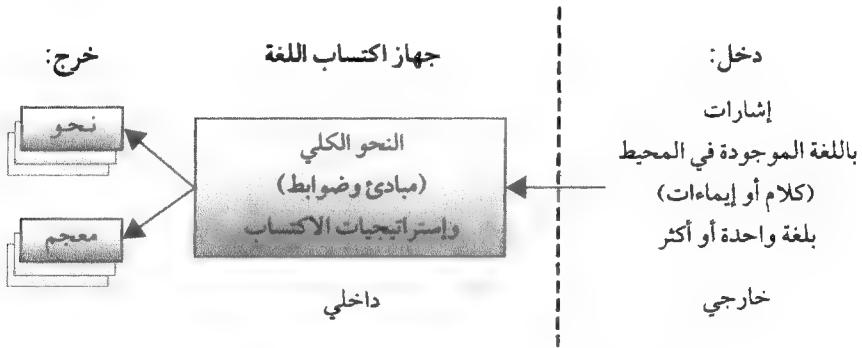 دخل:
إشارات
باللغة الموجودة في المحيط
(كلام أو إيماءات)
بلغة واحدة أو أكثر
خارجي
جهاز اكتساب اللغة
النحو الكلي
(مبادئ وضوابط)
وإستراتيجيات الاكتساب
داخلي
خرج:
نحو
معجم